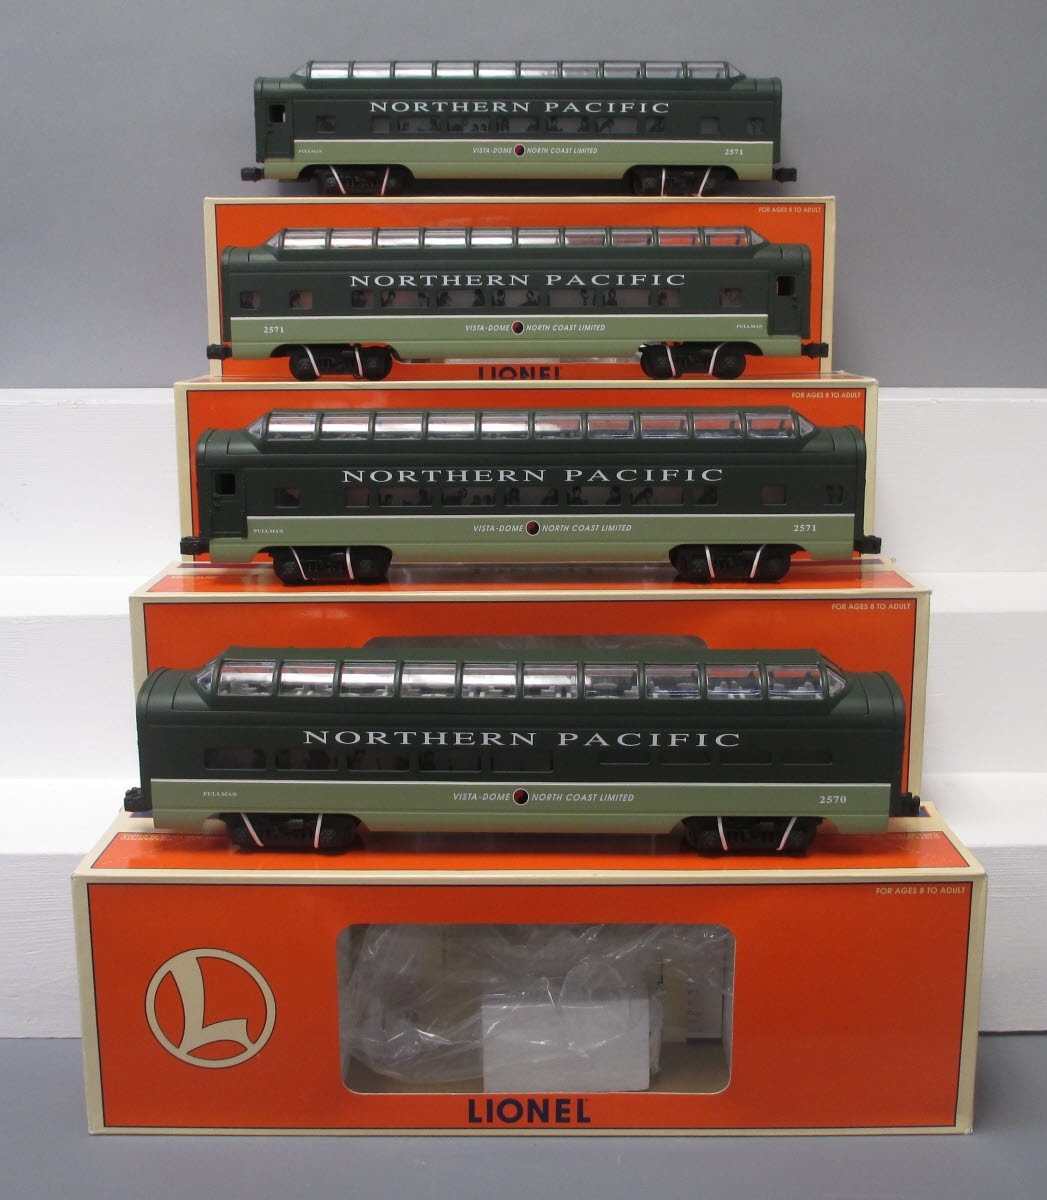 NORTHERN PACIFIC
PULLMAN VISTA-DOME NORTH COAST LIMITED 2571
FOR AGES 8 TO ADULT
NORTHERN PACIFIC
2571 VISTA-DOME NORTH COAST LIMITED PULLMAN
LIONEL
FOR AGES 8 TO ADULT
NORTHERN PACIFIC
PULLMAN VISTA-DOME NORTH COAST LIMITED 2571
FOR AGES 8 TO ADULT
NORTHERN PACIFIC
PULLMAN VISTA-DOME NORTH COAST LIMITED 2570
FOR AGES 8 TO ADULT
L
LIONEL